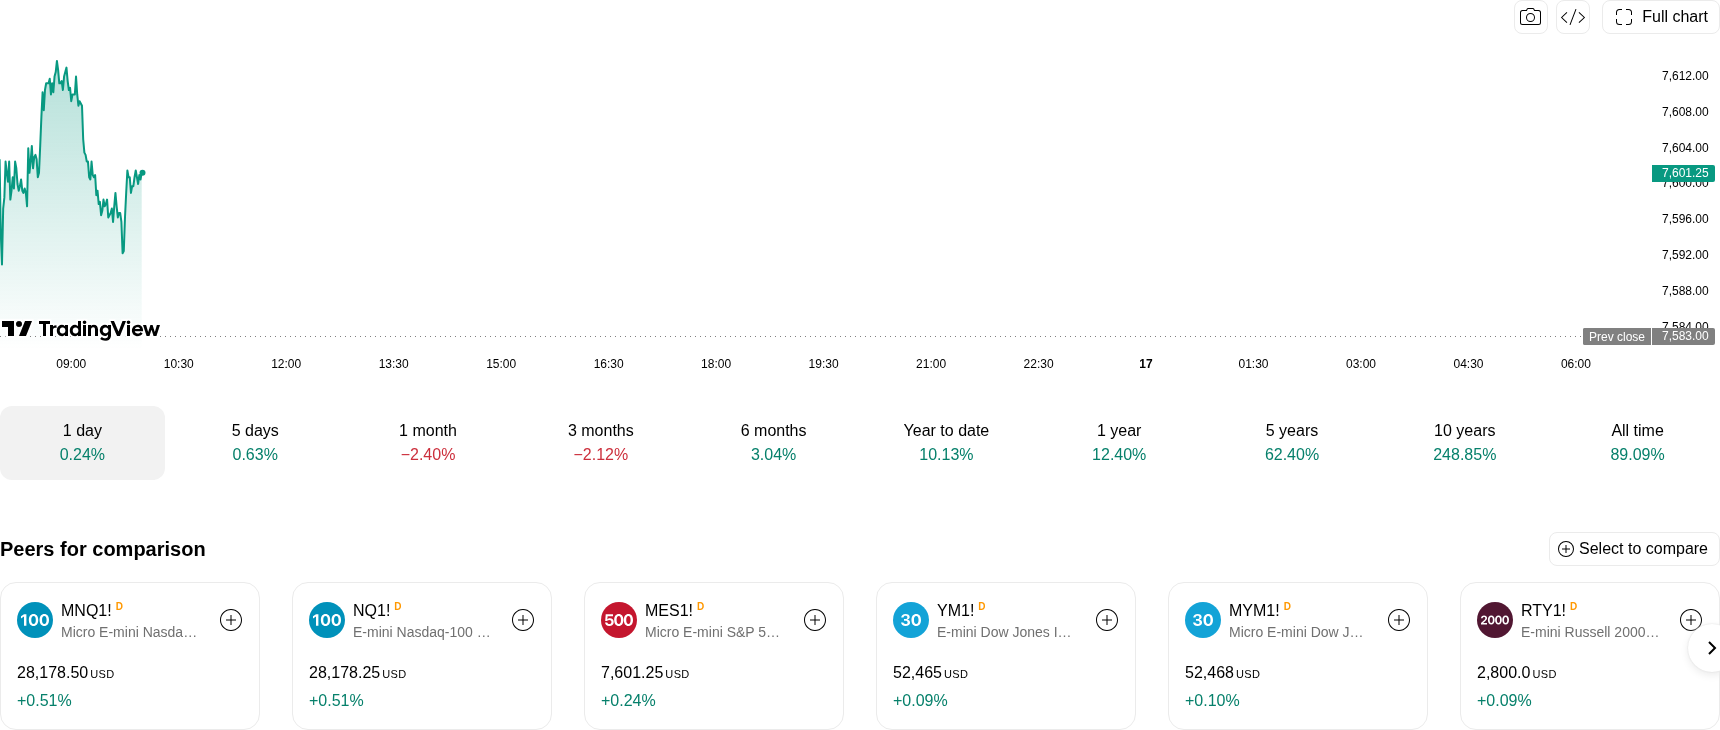 Full chart
7,612.00
7,608.00
7,604.00
7,601.25
7,600.00
7,596.00
7,592.00
7,588.00
7,584.00
Prev close 7,583.00
TradingView
09:00 10:30 12:00 13:30 15:00 16:30 18:00 19:30 21:00 22:30 17 01:30 03:00 04:30 06:00
1 day 5 days 1 month 3 months 6 months Year to date 1 year 5 years 10 years All time
0.24% 0.63% −2.40% −2.12% 3.04% 10.13% 12.40% 62.40% 248.85% 89.09%
Peers for comparison
Select to compare
100 MNQ1! D
Micro E-mini Nasda…
28,178.50 USD
+0.51%
100 NQ1! D
E-mini Nasdaq-100 …
28,178.25 USD
+0.51%
500 MES1! D
Micro E-mini S&P 5…
7,601.25 USD
+0.24%
30 YM1! D
E-mini Dow Jones I…
52,465 USD
+0.09%
30 MYM1! D
Micro E-mini Dow J…
52,468 USD
+0.10%
2000 RTY1! D
E-mini Russell 2000…
2,800.0 USD
+0.09%